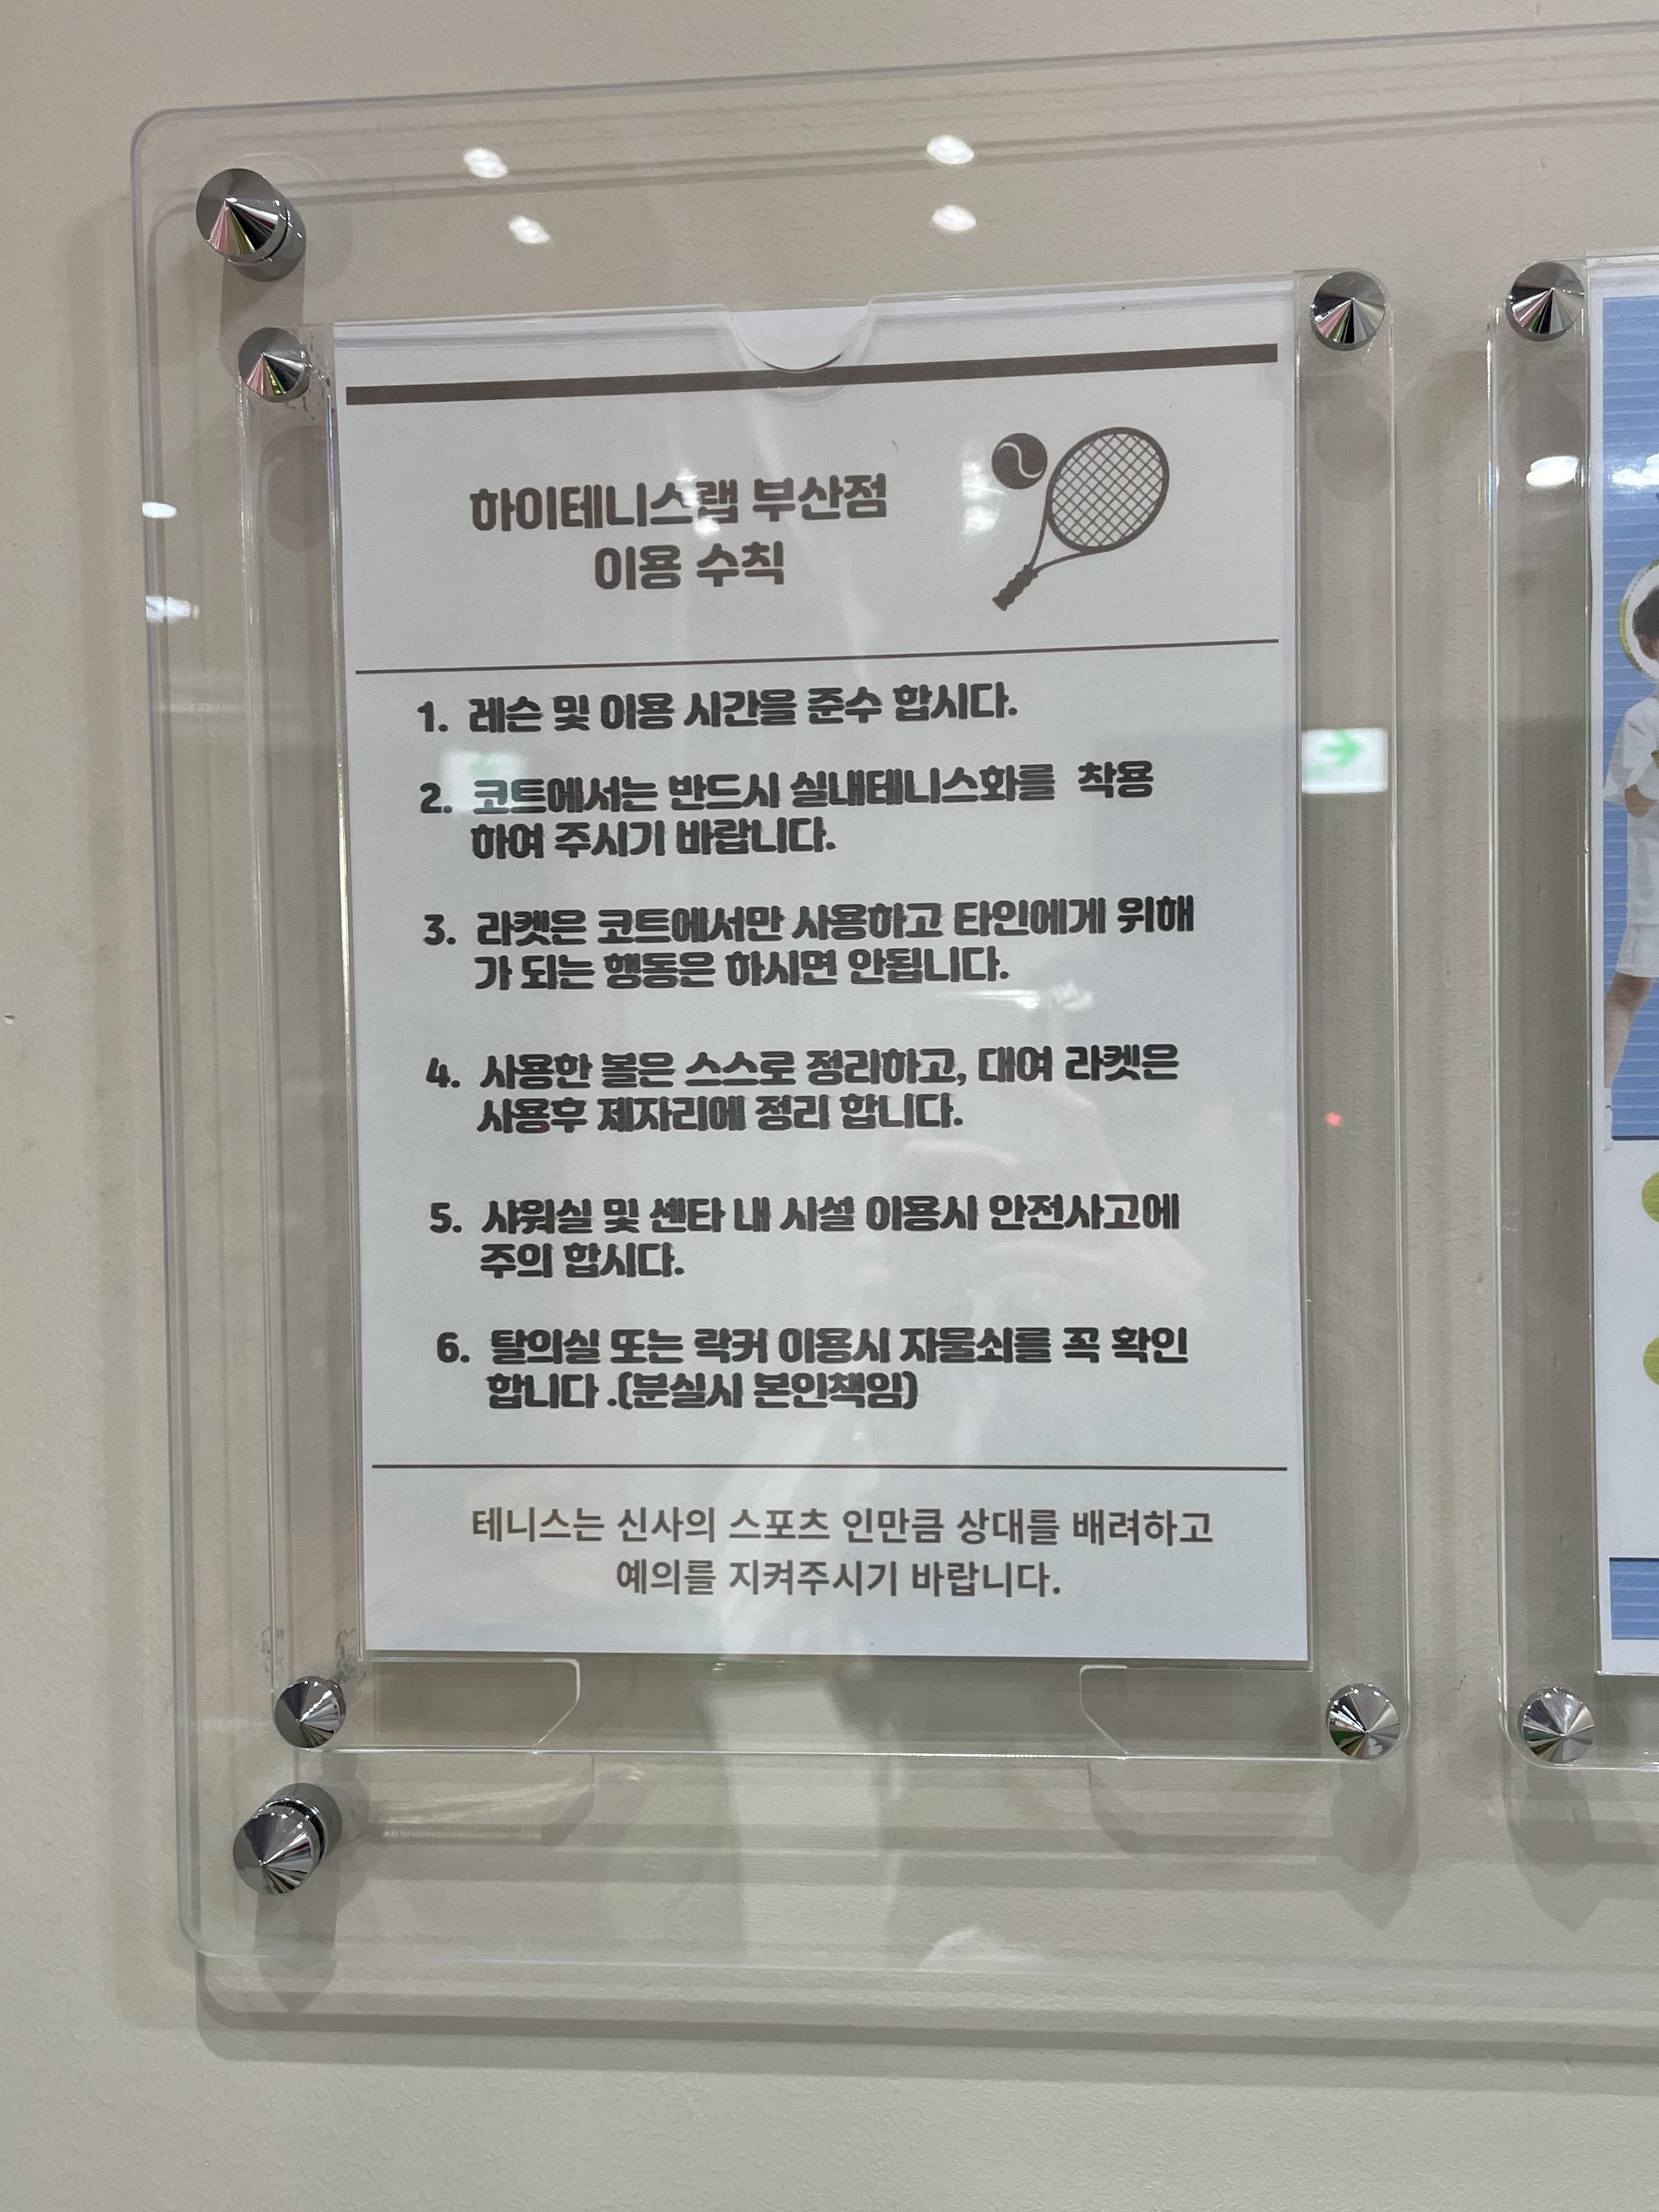 하이테니스랩 부산점
이용 수칙
1. 레슨 및 이용 시간을 준수 합시다.
2. 코트에서는 반드시 실내테니스화를 착용
하여 주시기 바랍니다.
3. 라켓은 코트에서만 사용하고 타인에게 위해
가 되는 행동은 하시면 안됩니다.
4. 사용한 볼은 스스로 정리하고, 대여 라켓은
사용후 제자리에 정리 합니다.
5. 샤워실 및 센타 내 시설 이용시 안전사고에
주의 합시다.
6. 탈의실 또는 락커 이용시 자물쇠를 꼭 확인
합니다 .(분실시 본인책임)
테니스는 신사의 스포츠 인만큼 상대를 배려하고
예의를 지켜주시기 바랍니다.